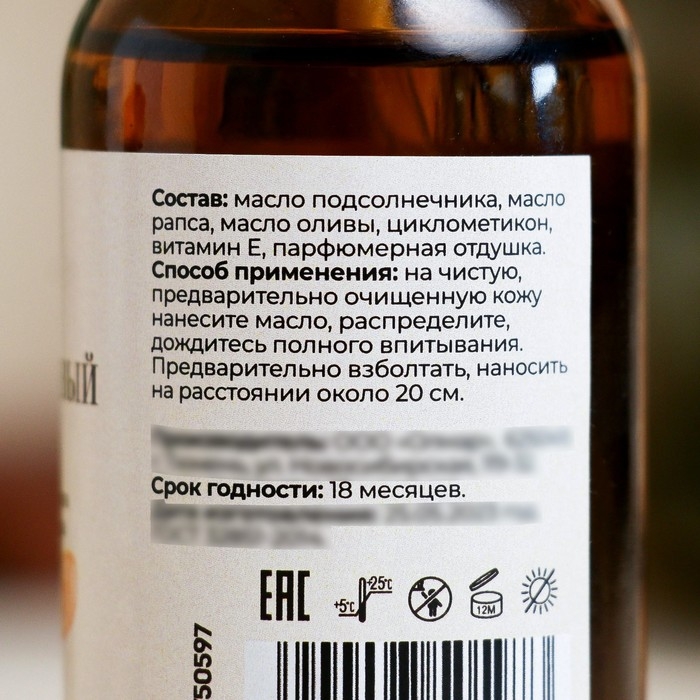 Состав: масло подсолнечника, масло
рапса, масло оливы, циклометикон,
витамин Е, парфюмерная отдушка.
Способ применения: на чистую,
предварительно очищенную кожу
нанесите масло, распределите,
дождитесь полного впитывания.
Предварительно взболтать, наносить
на расстоянии около 20 см.
Срок годности: 18 месяцев.
ЕАС
+5°C
+25°C
12M
50597